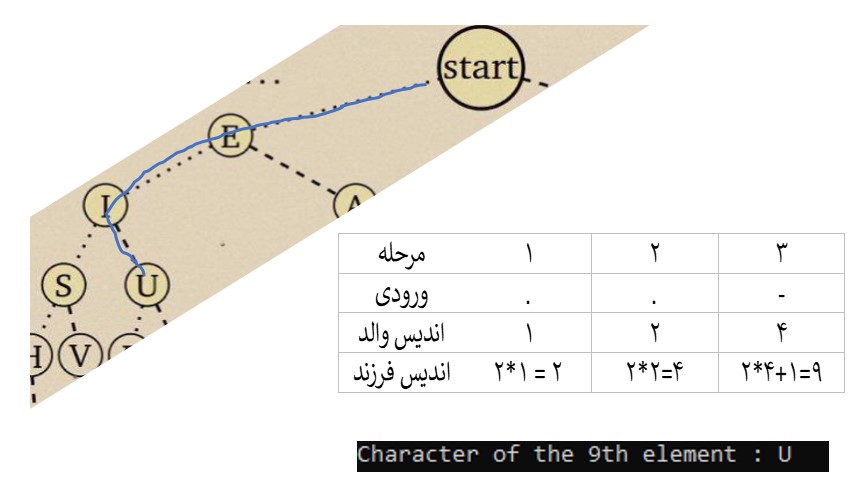 ...
start
E
I
A
S
U
H
V
مرحله ۱ ۲ ۳
ورودی . . -
اندیس والد ۱ ۲ ۴
اندیس فرزند ۲*۱ = ۲ ۲*۲=۴ ۲*۴+۱=۹
Character of the 9th element : U